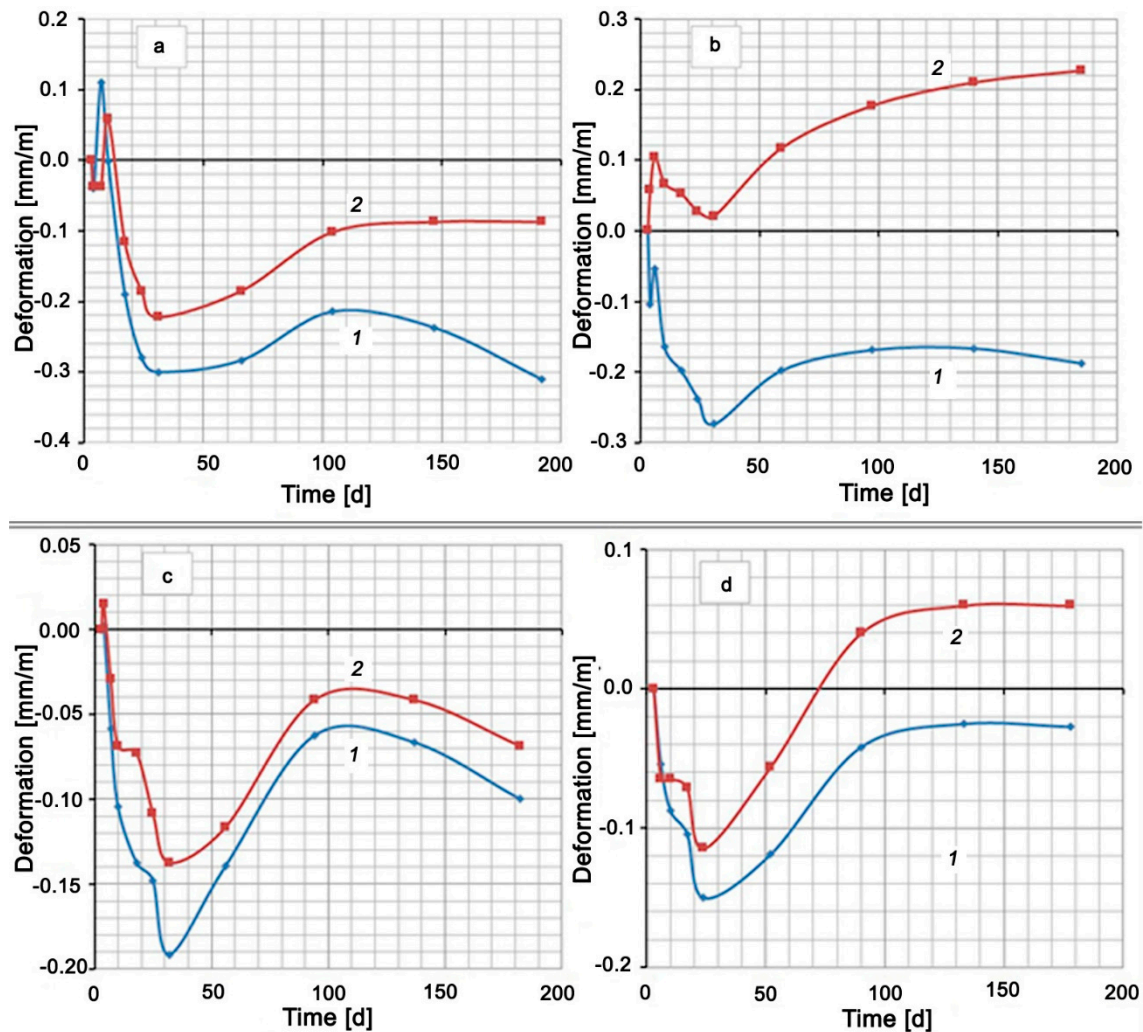 a
0.2
0.1
0.0
-0.1
-0.2
-0.3
-0.4
Deformation [mm/m]
2
1
0 50 100 150 200
Time [d]
b
0.3
0.2
0.1
0.0
-0.1
-0.2
-0.3
Deformation [mm/m]
2
1
0 50 100 150 200
Time [d]
c
0.05
0.00
-0.05
-0.10
-0.15
-0.20
Deformation [mm/m]
2
1
0 50 100 150 200
Time [d]
d
0.1
0.0
-0.1
-0.2
Deformation [mm/m]
2
1
0 50 100 150 200
Time [d]